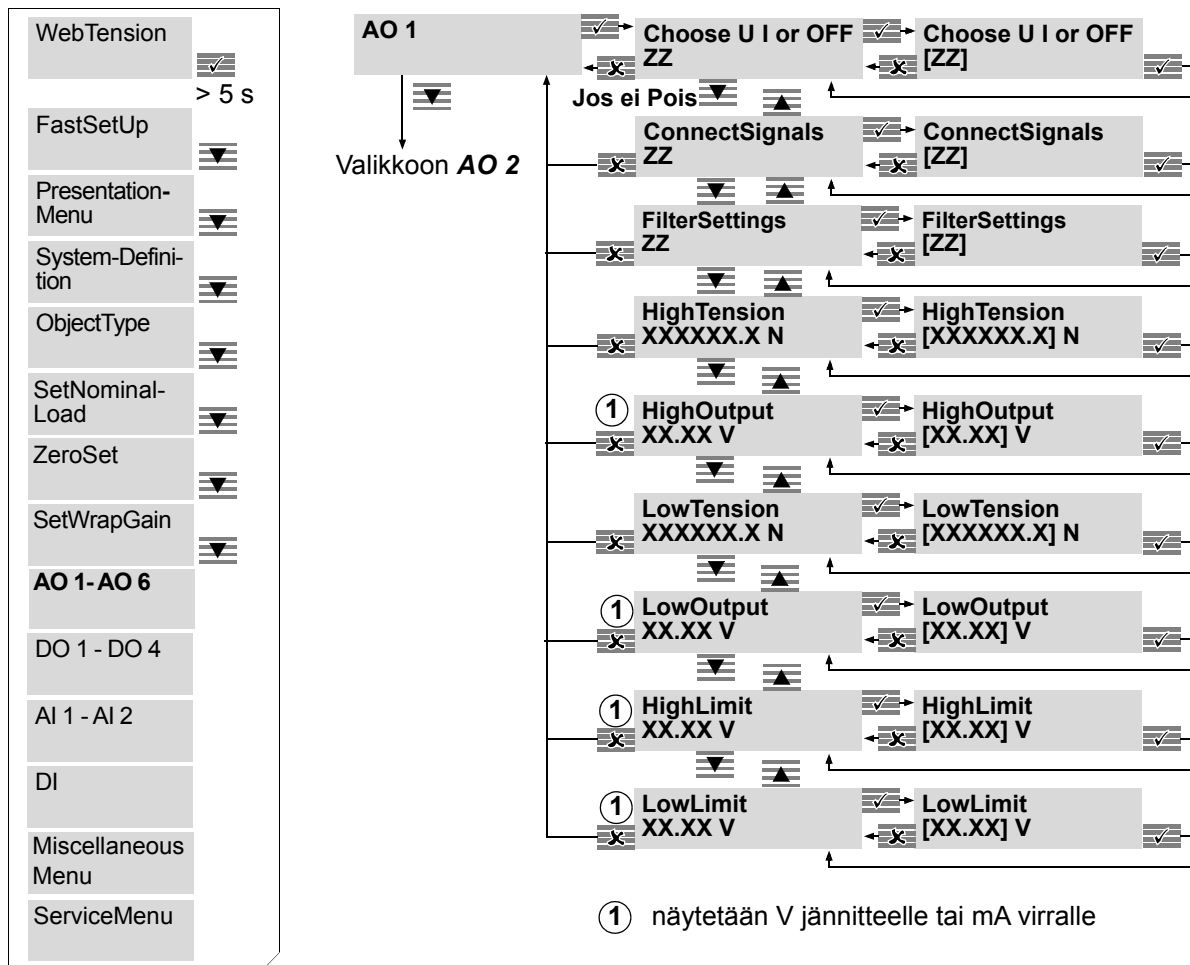 WebTension
> 5 s
FastSetUp
Presentation-
Menu
System-Defini-
tion
ObjectType
SetNominal-
Load
ZeroSet
SetWrapGain
AO 1- AO 6
DO 1 - DO 4
AI 1 - AI 2
DI
Miscellaneous
Menu
ServiceMenu
AO 1
Valikkoon AO 2
Choose U I or OFF
ZZ
Choose U I or OFF
[ZZ]
Jos ei Pois
ConnectSignals
ZZ
ConnectSignals
[ZZ]
FilterSettings
ZZ
FilterSettings
[ZZ]
HighTension
XXXXXX.X N
HighTension
[XXXXXX.X] N
1 HighOutput
XX.XX V
HighOutput
[XX.XX] V
LowTension
XXXXXX.X N
LowTension
[XXXXXX.X] N
1 LowOutput
XX.XX V
LowOutput
[XX.XX] V
1 HighLimit
XX.XX V
HighLimit
[XX.XX] V
1 LowLimit
XX.XX V
LowLimit
[XX.XX] V
1 näytetään V jännitteelle tai mA virralle